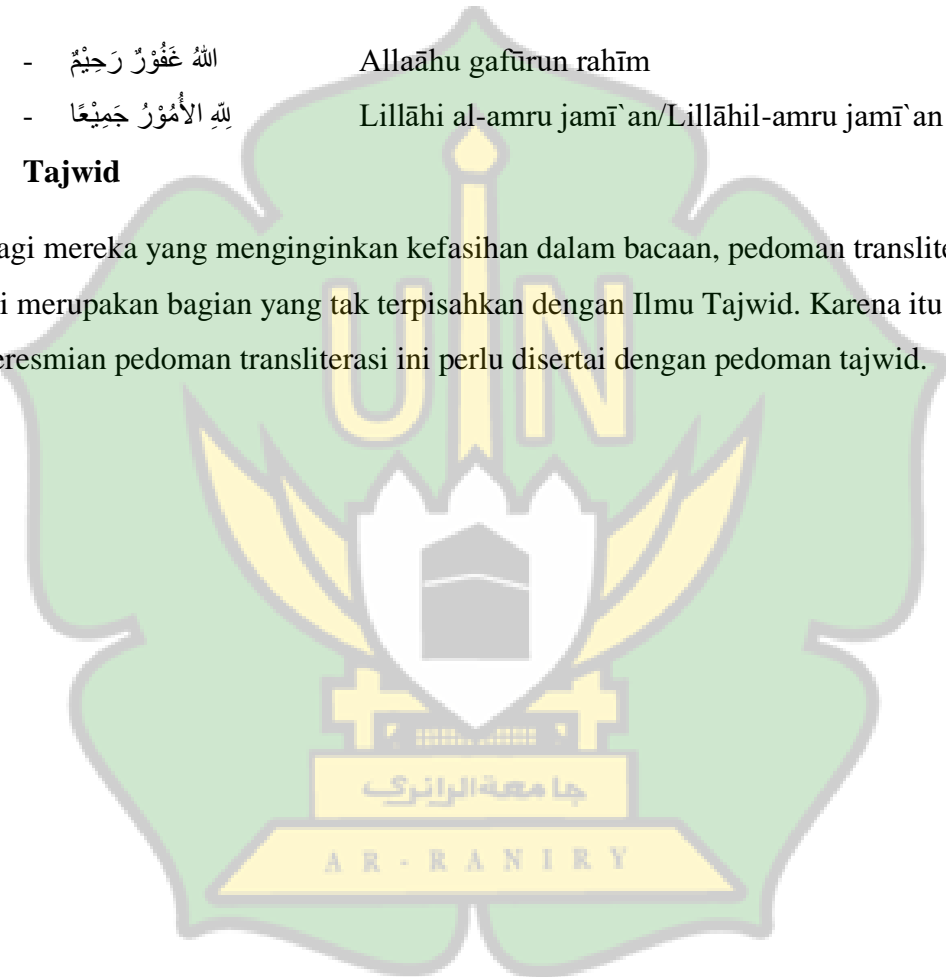 - اللهُ غَفُوْرٌ رَحِيْمٌ Allaāhu gafūrun rahīm
- لِلّهِ الأُمُوْرُ جَمِيْعًا Lillāhi al-amru jamī`an/Lillāhil-amru jamī`an
Tajwid
agi mereka yang menginginkan kefasihan dalam bacaan, pedoman translite
i merupakan bagian yang tak terpisahkan dengan Ilmu Tajwid. Karena itu
eresmian pedoman transliterasi ini perlu disertai dengan pedoman tajwid.
UIN
جامعة الرانري
AR-RANIRY